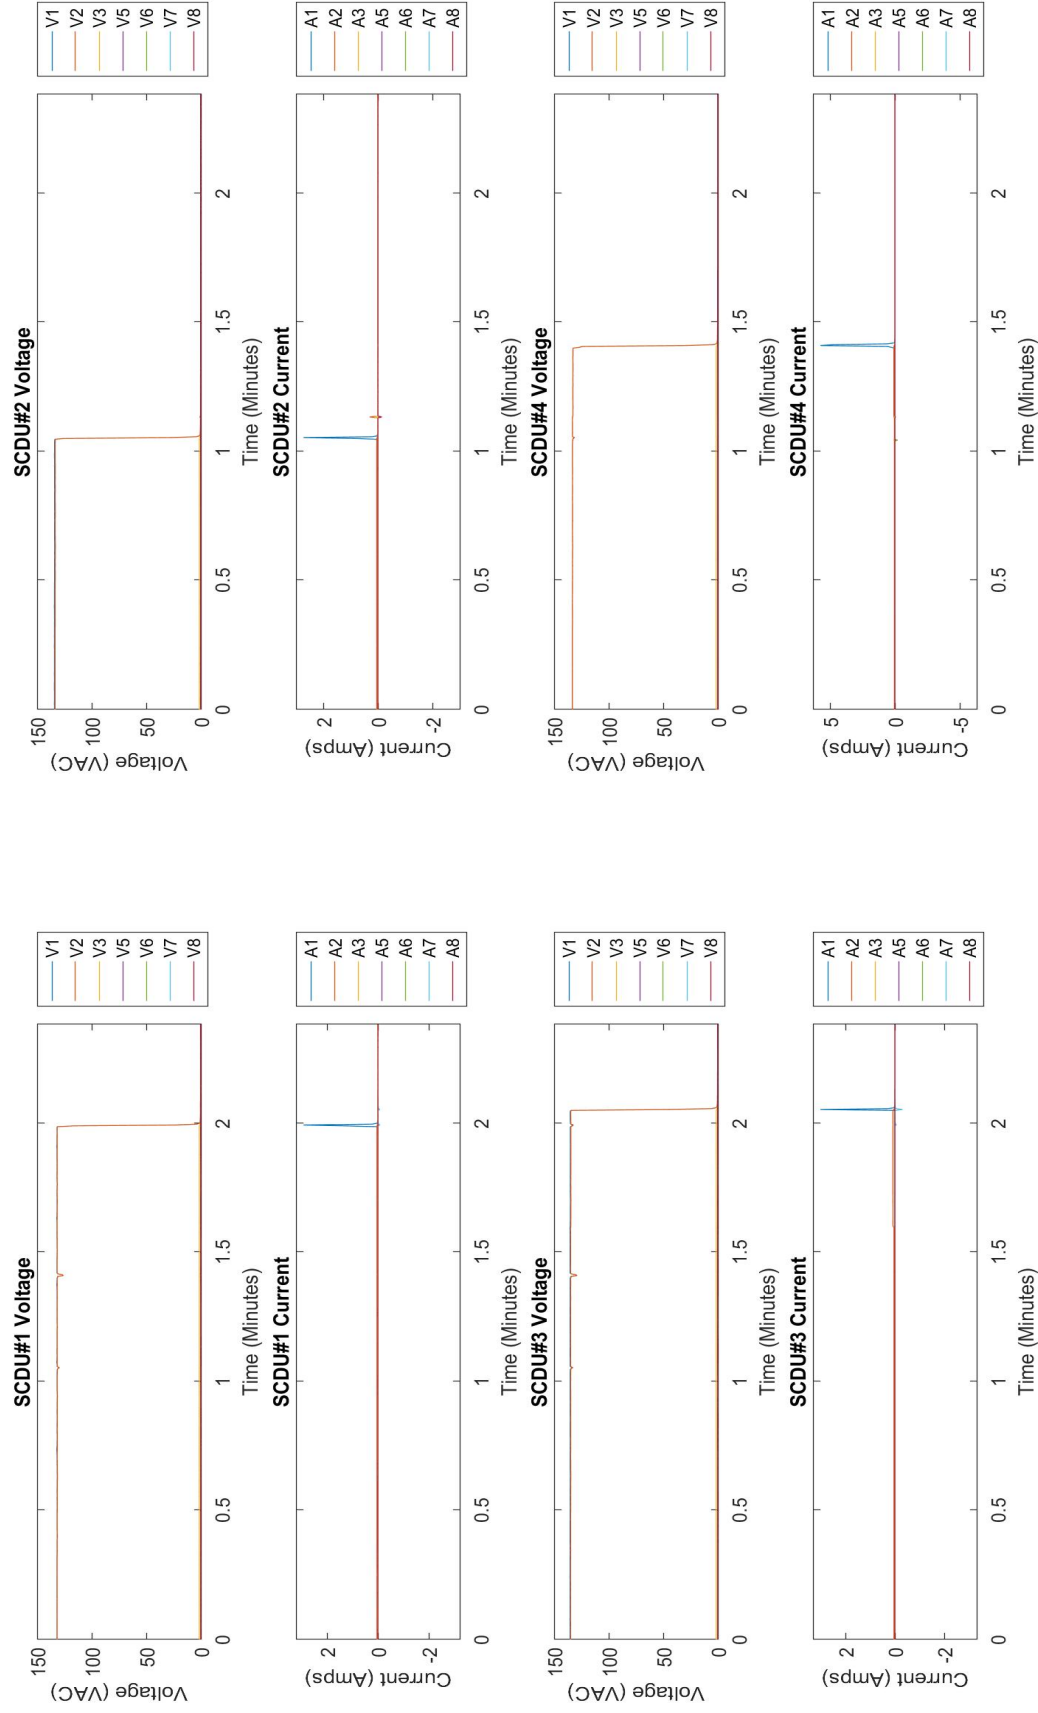 SCDU#1 Voltage
150
100
50
0
Voltage (VAC)
0
0.5
1
1.5
2
Time (Minutes)
V1
V2
V3
V5
V6
V7
V8
SCDU#2 Voltage
150
100
50
0
Voltage (VAC)
0
0.5
1
1.5
2
Time (Minutes)
V1
V2
V3
V5
V6
V7
V8
SCDU#1 Current
2
0
-2
Current (Amps)
0
0.5
1
1.5
2
Time (Minutes)
A1
A2
A3
A5
A6
A7
A8
SCDU#2 Current
2
0
-2
Current (Amps)
0
0.5
1
1.5
2
Time (Minutes)
A1
A2
A3
A5
A6
A7
A8
SCDU#3 Voltage
150
100
50
0
Voltage (VAC)
0
0.5
1
1.5
2
Time (Minutes)
V1
V2
V3
V5
V6
V7
V8
SCDU#4 Voltage
150
100
50
0
Voltage (VAC)
0
0.5
1
1.5
2
Time (Minutes)
V1
V2
V3
V5
V6
V7
V8
SCDU#3 Current
2
0
-2
Current (Amps)
0
0.5
1
1.5
2
Time (Minutes)
A1
A2
A3
A5
A6
A7
A8
SCDU#4 Current
5
0
-5
Current (Amps)
0
0.5
1
1.5
2
Time (Minutes)
A1
A2
A3
A5
A6
A7
A8